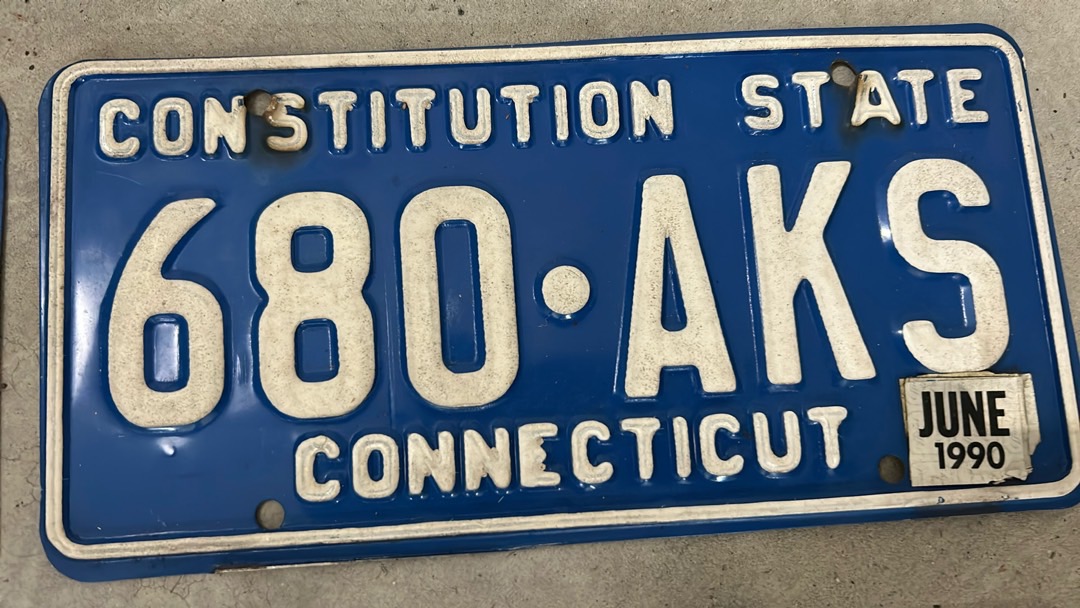 CONSTITUTION STATE
680·AKS
CONNECTICUT
JUNE
1990